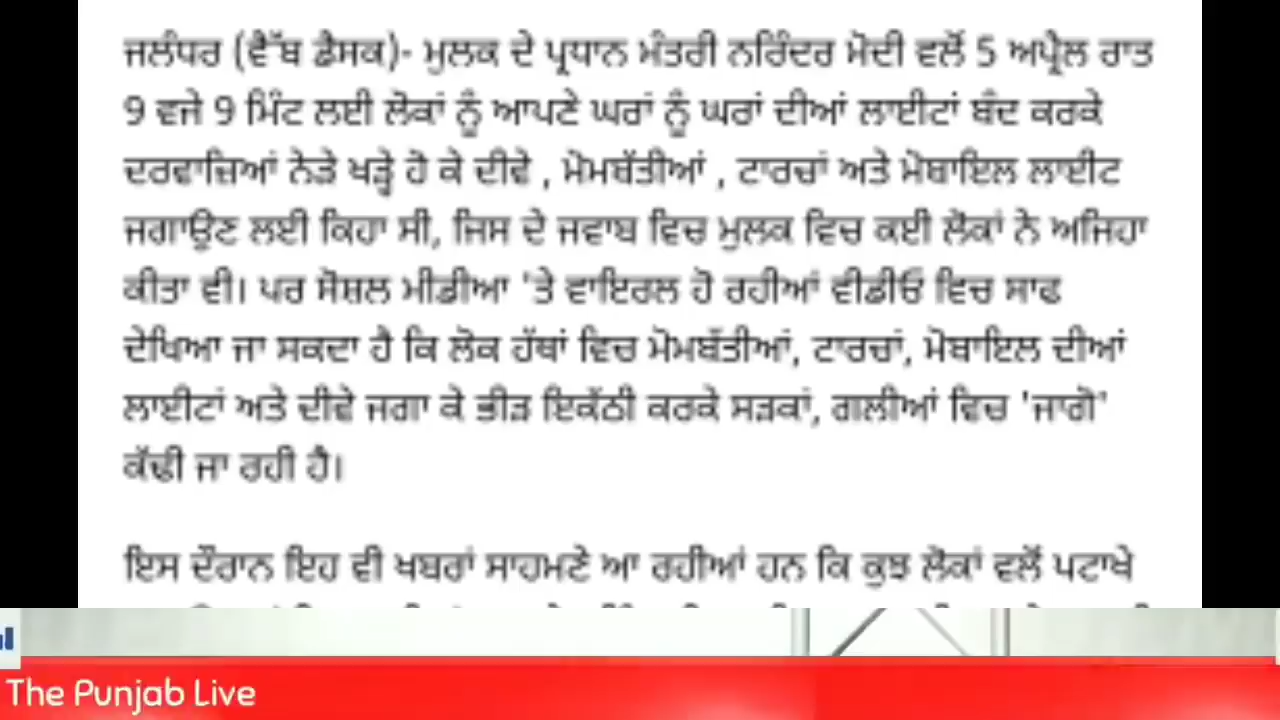 ਜਲੰਧਰ (ਵੈੱਬ ਡੈਸਕ)- ਮੁਲਕ ਦੇ ਪ੍ਰਧਾਨ ਮੰਤਰੀ ਨਰਿੰਦਰ ਮੋਦੀ ਵਲੋਂ 5 ਅਪ੍ਰੈਲ ਰਾਤ
9 ਵਜੇ 9 ਮਿੰਟ ਲਈ ਲੋਕਾਂ ਨੂੰ ਆਪਣੇ ਘਰਾਂ ਨੂੰ ਘਰਾਂ ਦੀਆਂ ਲਾਈਟਾਂ ਬੰਦ ਕਰਕੇ
ਦਰਵਾਜ਼ਿਆਂ ਨੇੜੇ ਖੜ੍ਹੇ ਹੋ ਕੇ ਦੀਵੇ , ਮੋਮਬੱਤੀਆਂ , ਟਾਰਚਾਂ ਅਤੇ ਮੋਬਾਇਲ ਲਾਈਟ
ਜਗਾਉਣ ਲਈ ਕਿਹਾ ਸੀ, ਜਿਸ ਦੇ ਜਵਾਬ ਵਿਚ ਮੁਲਕ ਵਿਚ ਕਈ ਲੋਕਾਂ ਨੇ ਅਜਿਹਾ
ਕੀਤਾ ਵੀ। ਪਰ ਸੋਸ਼ਲ ਮੀਡੀਆ 'ਤੇ ਵਾਇਰਲ ਹੋ ਰਹੀਆਂ ਵੀਡੀਓ ਵਿਚ ਸਾਫ
ਦੇਖਿਆ ਜਾ ਸਕਦਾ ਹੈ ਕਿ ਲੋਕ ਹੱਥਾਂ ਵਿਚ ਮੋਮਬੱਤੀਆਂ, ਟਾਰਚਾਂ, ਮੋਬਾਇਲ ਦੀਆਂ
ਲਾਈਟਾਂ ਅਤੇ ਦੀਵੇ ਜਗਾ ਕੇ ਭੀੜ ਇਕੱਠੀ ਕਰਕੇ ਸੜਕਾਂ, ਗਲੀਆਂ ਵਿਚ 'ਜਾਗੋ'
ਕੱਢੀ ਜਾ ਰਹੀ ਹੈ।
ਇਸ ਦੌਰਾਨ ਇਹ ਵੀ ਖਬਰਾਂ ਸਾਹਮਣੇ ਆ ਰਹੀਆਂ ਹਨ ਕਿ ਕੁਝ ਲੋਕਾਂ ਵਲੋਂ ਪਟਾਖੇ
The Punjab Live